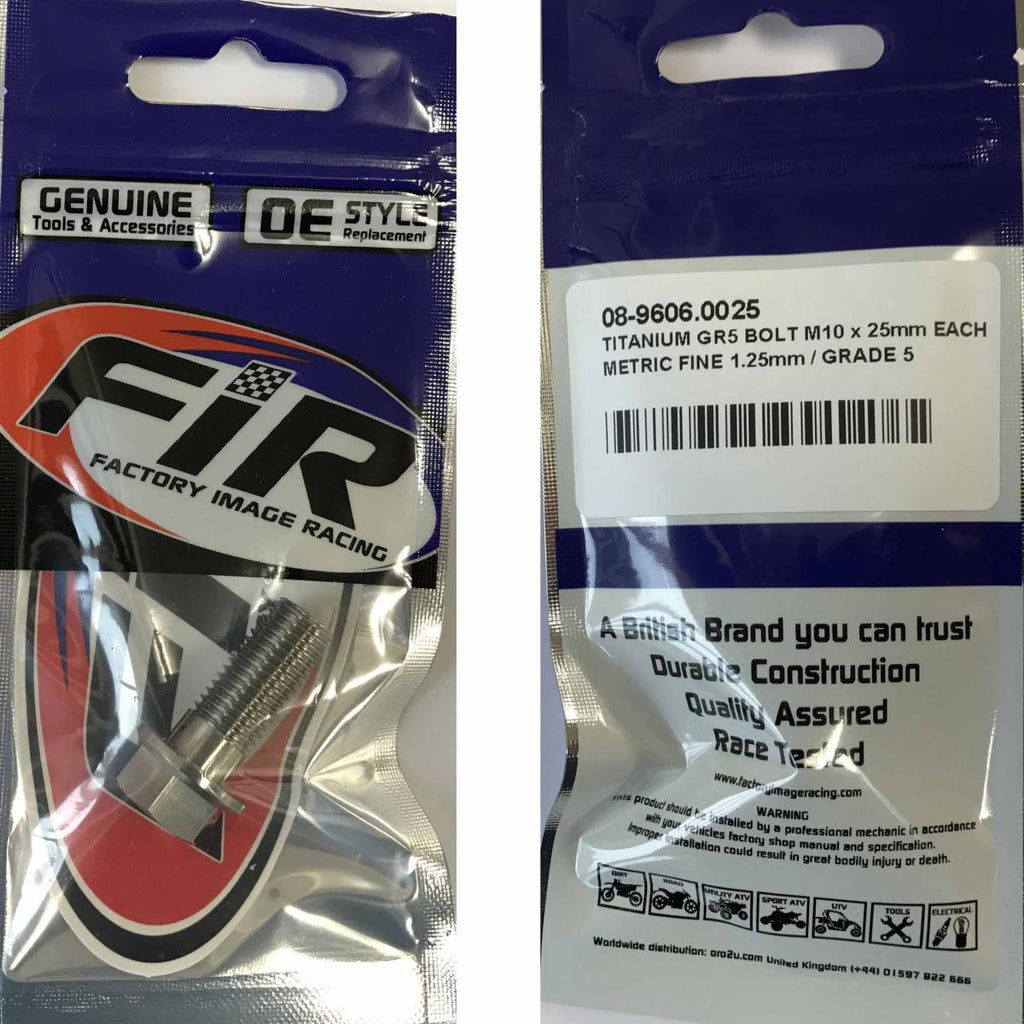 GENUINE
Tools & Accessories
OE STYLE
Replacement
FiR
FACTORY IMAGE RACING
08-9606.0025
TITANIUM GR5 BOLT M10 x 25mm EACH
METRIC FINE 1.25mm / GRADE 5
A British Brand you can trust
Durable Construction
Quality Assured
Race Tested
www.factoryimageracing.com
WARNING
This product should be installed by a professional mechanic in accordance
with your vehicles factory shop manual and specification.
Improper installation could result in great bodily injury or death.
DIRT
ROAD
UTILITY ATV
SPORT ATV
UTV
TOOLS
ELECTRICAL
Worldwide distribution: oro2u.com United Kingdom (+44) 01597 822 666